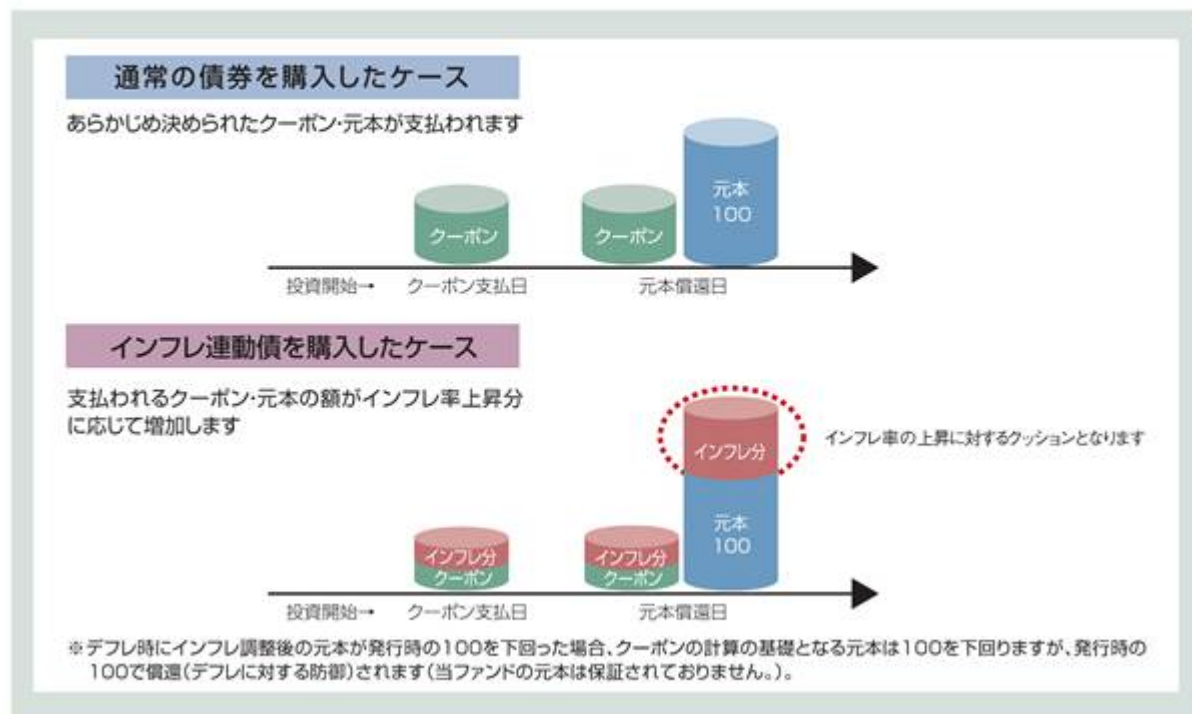 通常の債券を購入したケース
あらかじめ決められたクーポン・元本が支払われます
元本
100
クーポン
クーポン
投資開始→ クーポン支払日 元本償還日
インフレ連動債を購入したケース
支払われるクーポン・元本の額がインフレ率上昇分
に応じて増加します
インフレ分
インフレ率の上昇に対するクッションとなります
元本
100
インフレ分
クーポン
インフレ分
クーポン
投資開始→ クーポン支払日 元本償還日
※デフレ時にインフレ調整後の元本が発行時の100を下回った場合、クーポンの計算の基礎となる元本は100を下回りますが、発行時の
100で償還(デフレに対する防御)されます(当ファンドの元本は保証されておりません。)。